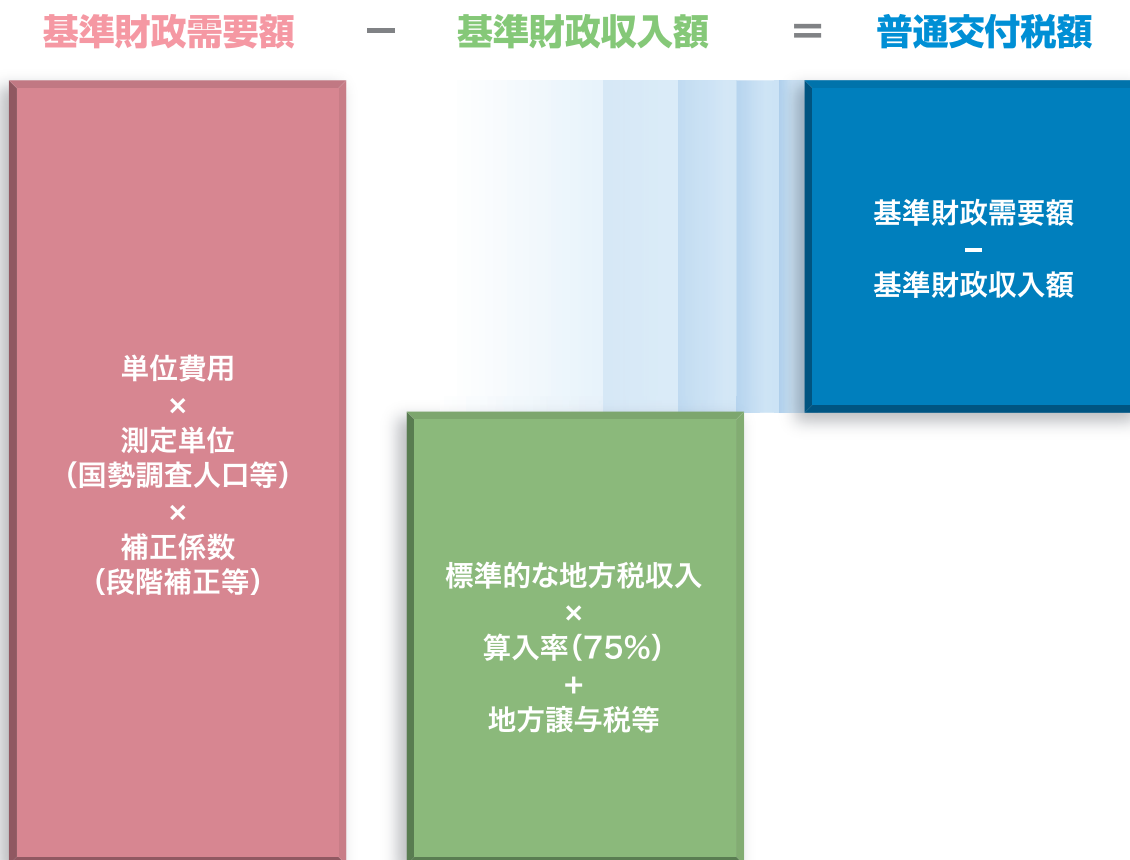 基準財政需要額 － 基準財政収入額 ＝ 普通交付税額
単位費用
×
測定単位
（国勢調査人口等）
×
補正係数
（段階補正等）
標準的な地方税収入
×
算入率（75%）
＋
地方譲与税等
基準財政需要額
－
基準財政収入額